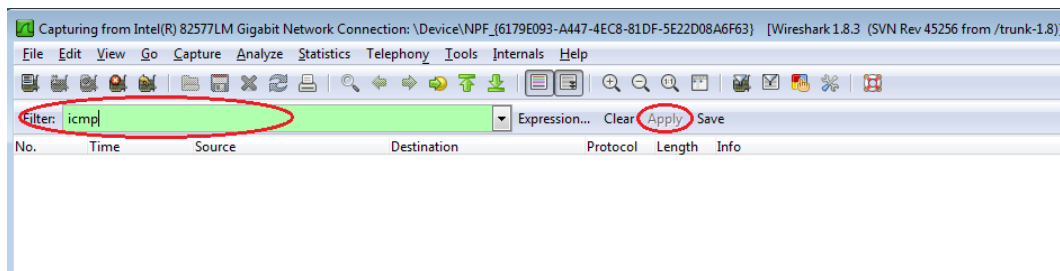 Capturing from Intel(R) 82577LM Gigabit Network Connection: \Device\NPF_{6179E093-A447-4EC8-81DF-5E22D08A6F63} [Wireshark 1.8.3 (SVN Rev 45256 from /trunk-1.8)]
File Edit View Go Capture Analyze Statistics Telephony Tools Internals Help
Filter: icmp Expression... Clear Apply Save
No. Time Source Destination Protocol Length Info